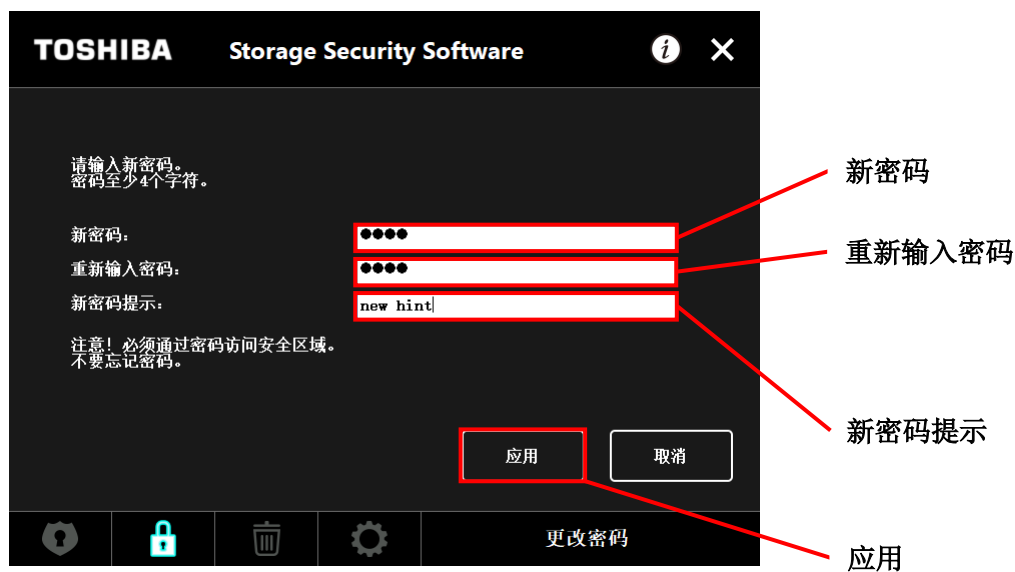 TOSHIBA Storage Security Software i
请输入新密码。
密码至少4个字符。
新密码
新密码: ●●●●
重新输入密码
重新输入密码: ●●●●
新密码提示: new hint
注意! 必须通过密码访问安全区域。
不要忘记密码。
新密码提示
应用 取消
更改密码
应用